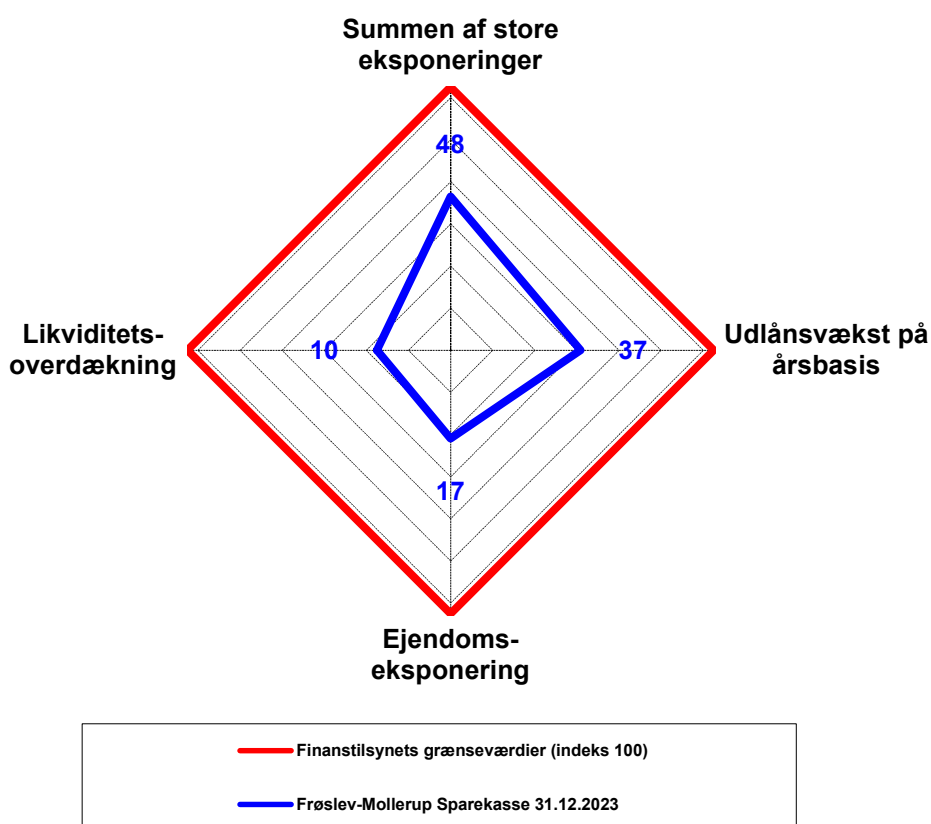 Summen af store
eksponeringer
48
Likviditets-
overdækning
10
37
Udlånsvækst på
årsbasis
17
Ejendoms-
eksponering
Finanstilsynets grænseværdier (indeks 100)
Frøslev-Mollerup Sparekasse 31.12.2023